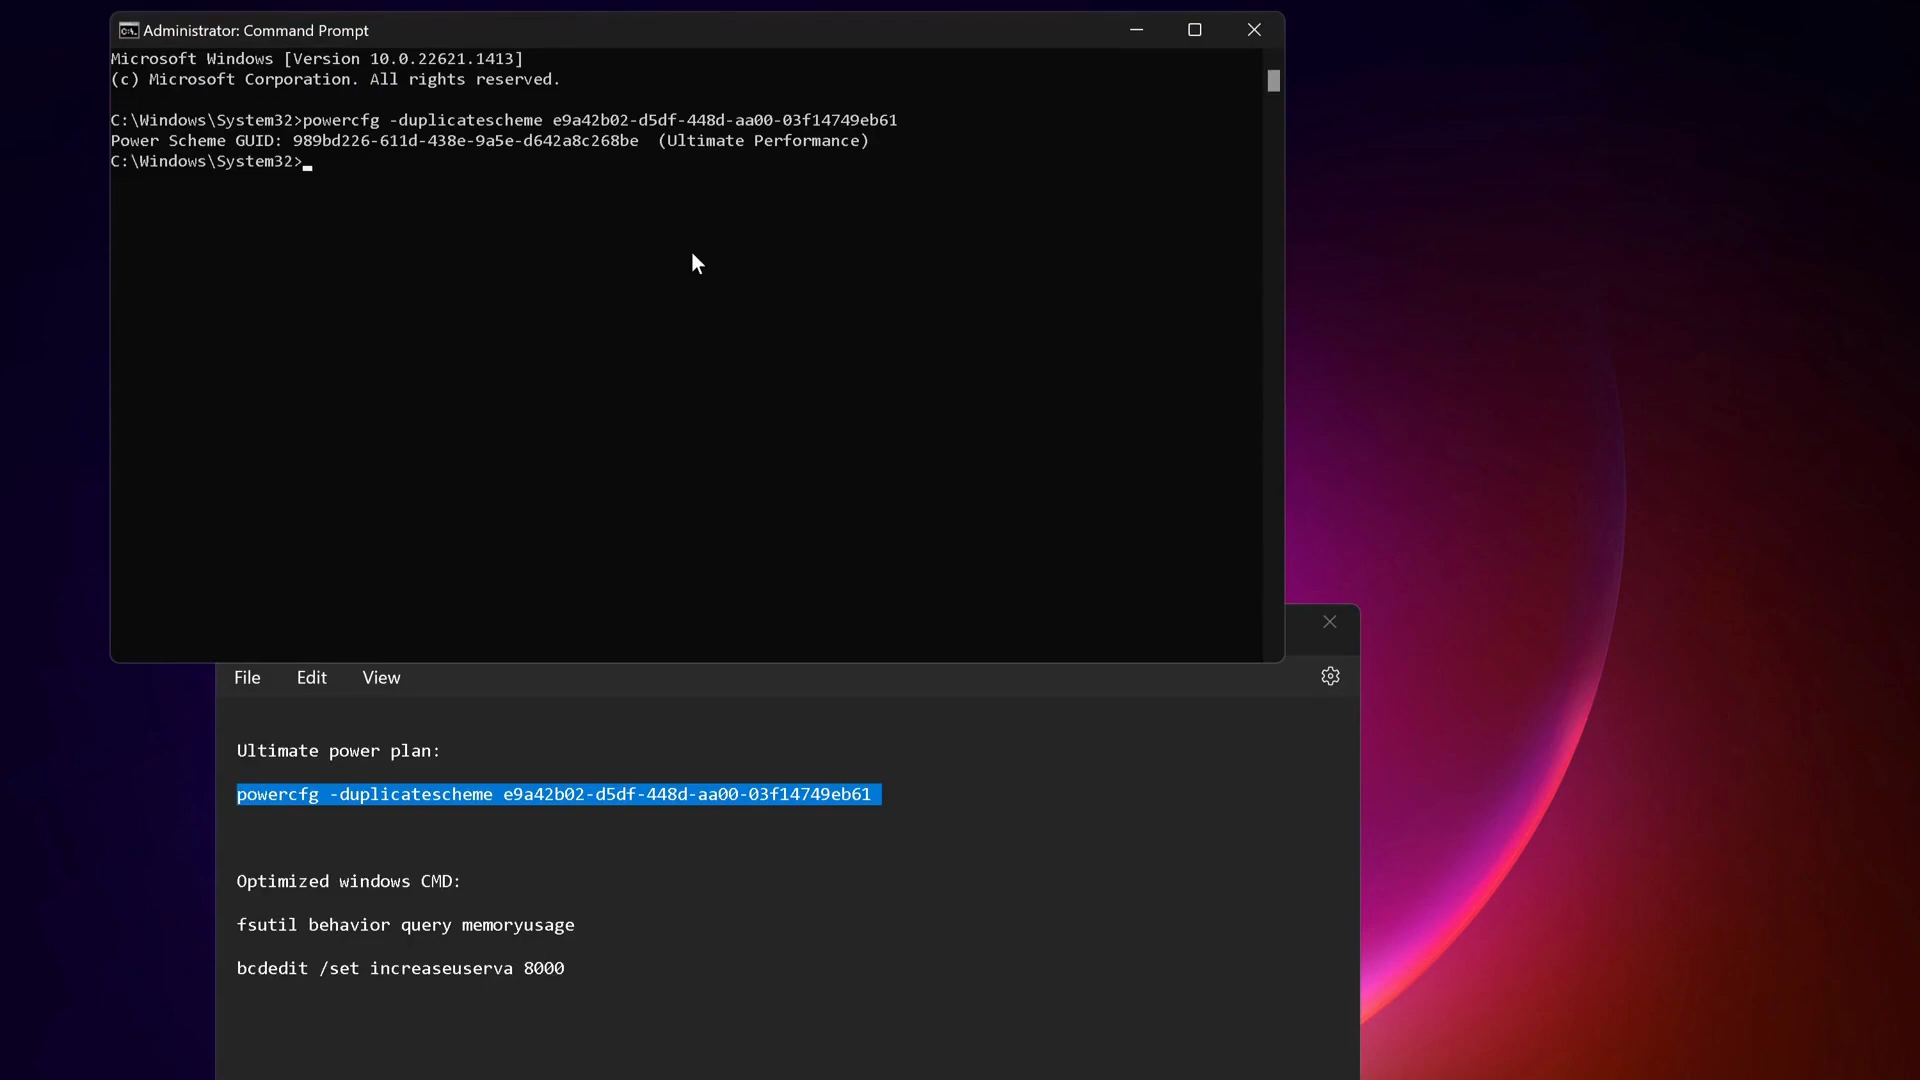 Administrator: Command Prompt
Microsoft Windows [Version 10.0.22621.1413]
(c) Microsoft Corporation. All rights reserved.
C:\Windows\System32>powercfg -duplicatescheme e9a42b02-d5df-448d-aa00-03f14749eb61
Power Scheme GUID: 989bd226-611d-438e-9a5e-d642a8c268be  (Ultimate Performance)
C:\Windows\System32>
File Edit View
Ultimate power plan:
powercfg -duplicatescheme e9a42b02-d5df-448d-aa00-03f14749eb61
Optimized windows CMD:
fsutil behavior query memoryusage
bcdedit /set increaseuserva 8000